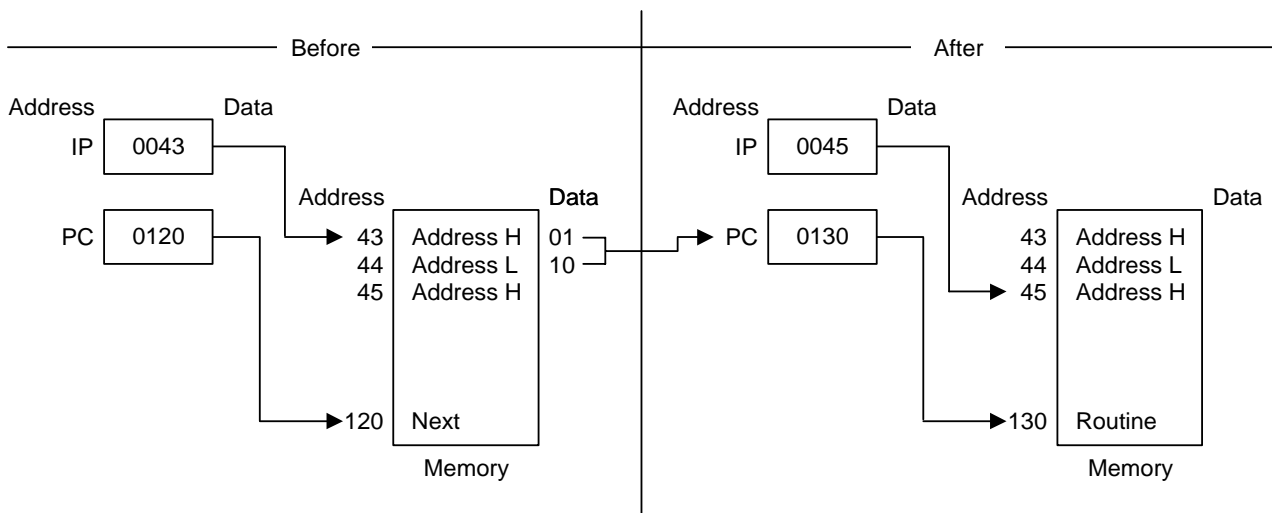 Before
Address Data
IP 0043
Address Data
PC 0120
43 Address H 01
44 Address L 10
45 Address H
120 Next
Memory
After
Address Data
IP 0045
Address Data
PC 0130
43 Address H
44 Address L
45 Address H
130 Routine
Memory